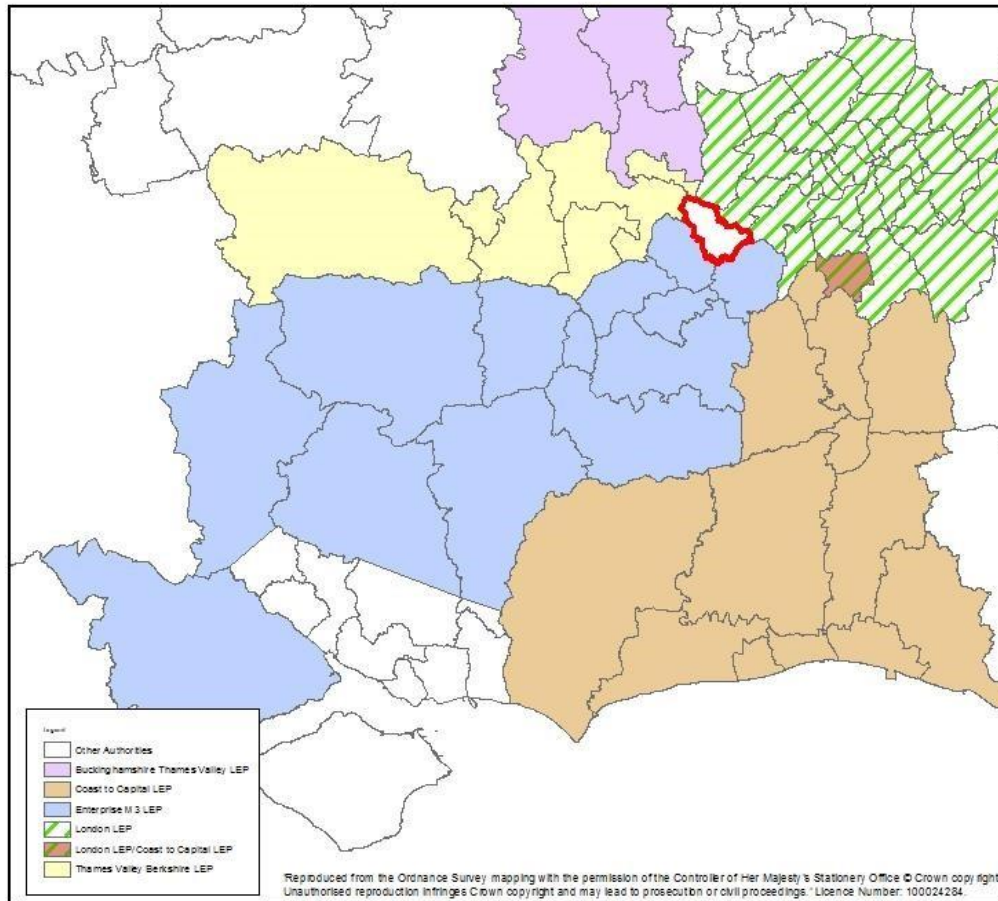 Legend
Other Authorities
Buckinghamshire Thames Valley LEP
Coast to Capital LEP
Enterprise M3 LEP
London LEP
London LEP/Coast to Capital LEP
Thames Valley Berkshire LEP
'Reproduced from the Ordnance Survey mapping with the permission of the Controller of Her Majesty's Stationery Office © Crown copyright
Unauthorised reproduction infringes Crown copyright and may lead to prosecution or civil proceedings.' Licence Number: 100024284.